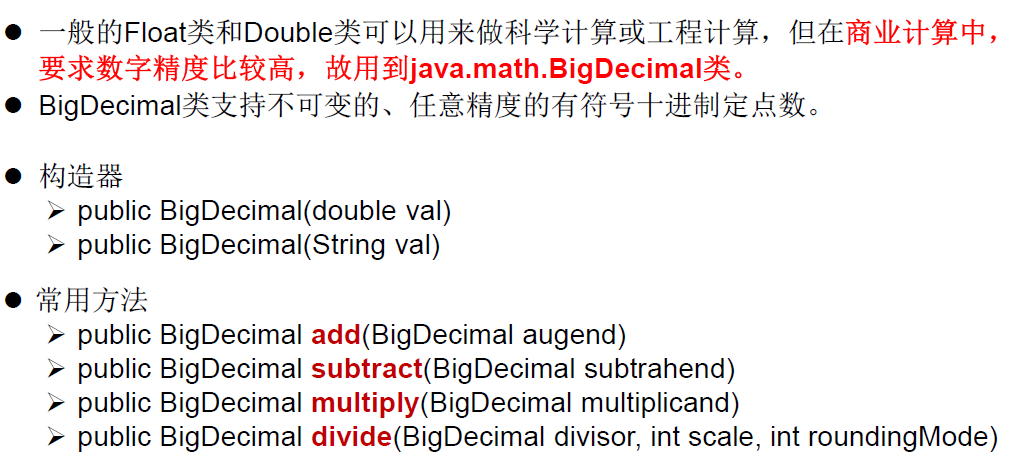 ● 一般的Float类和Double类可以用来做科学计算或工程计算，但在商业计算中，
要求数字精度比较高，故用到java.math.BigDecimal类。
● BigDecimal类支持不可变的、任意精度的有符号十进制定点数。
● 构造器
➢ public BigDecimal(double val)
➢ public BigDecimal(String val)
● 常用方法
➢ public BigDecimal add(BigDecimal augend)
➢ public BigDecimal subtract(BigDecimal subtrahend)
➢ public BigDecimal multiply(BigDecimal multiplicand)
➢ public BigDecimal divide(BigDecimal divisor, int scale, int roundingMode)